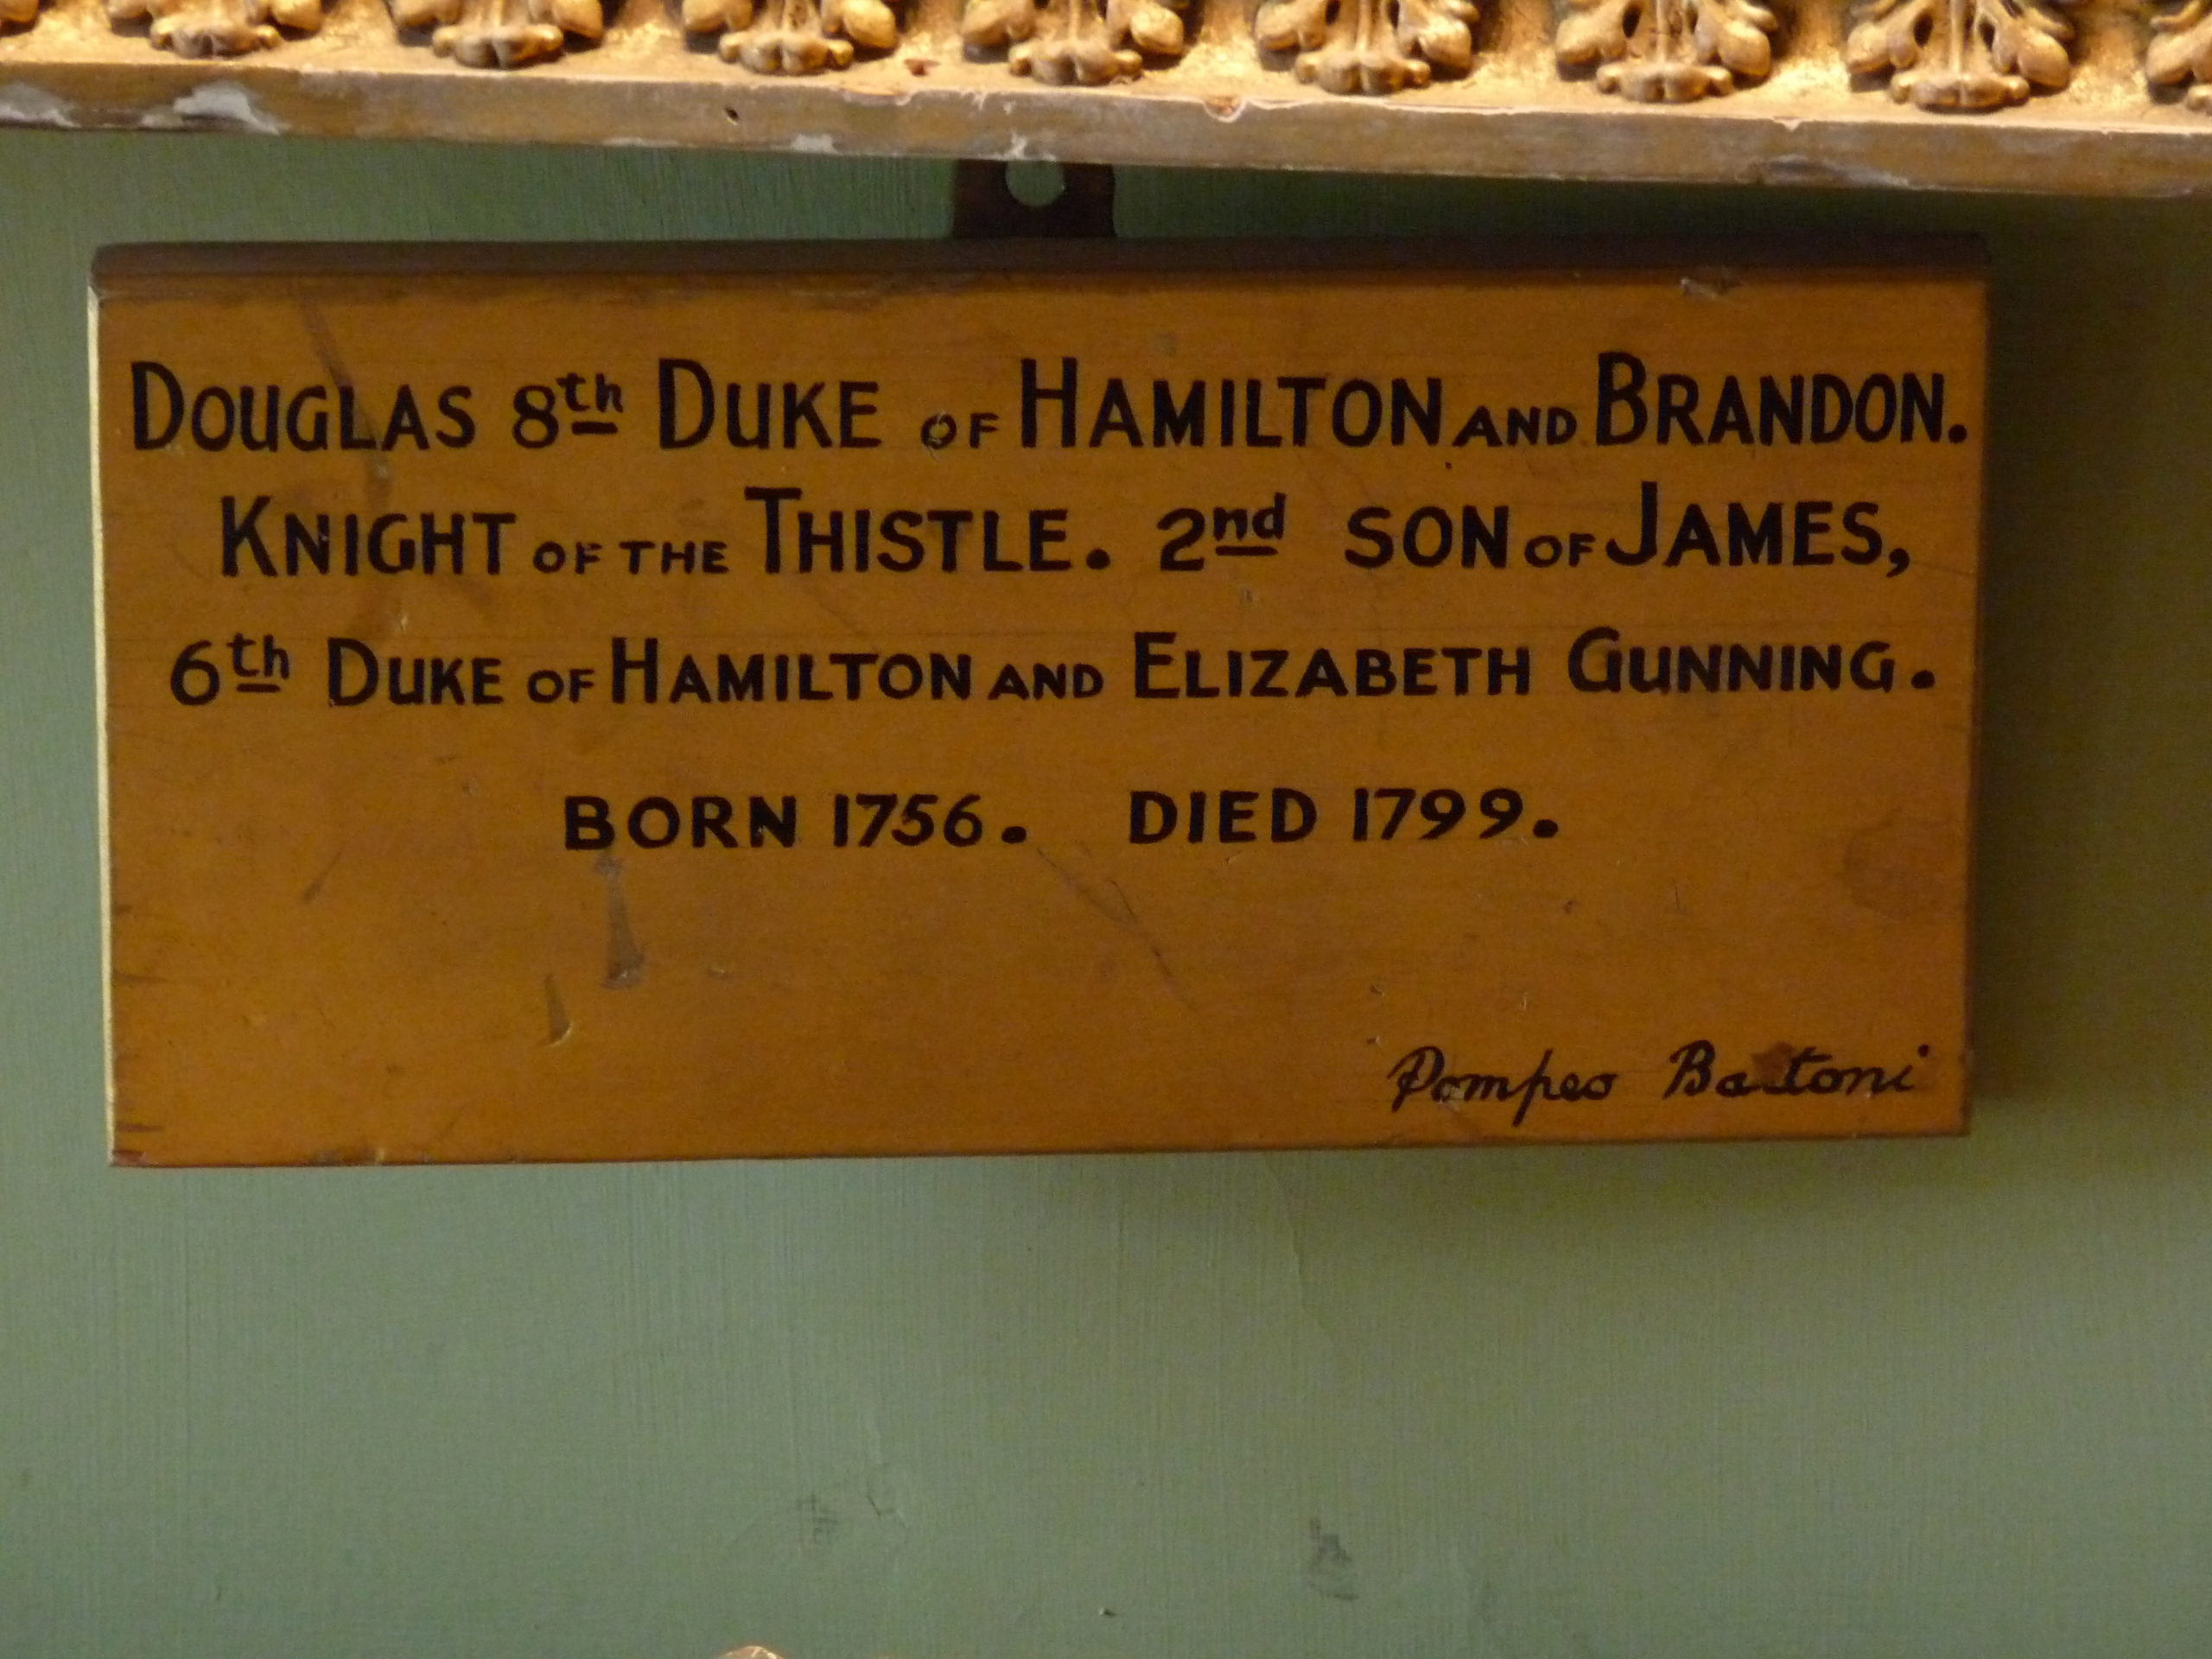 DOUGLAS 8th DUKE OF HAMILTON AND BRANDON.
KNIGHT OF THE THISTLE. 2nd SON OF JAMES,
6th DUKE OF HAMILTON AND ELIZABETH GUNNING.
BORN 1756. DIED 1799.
Pompeo Battoni